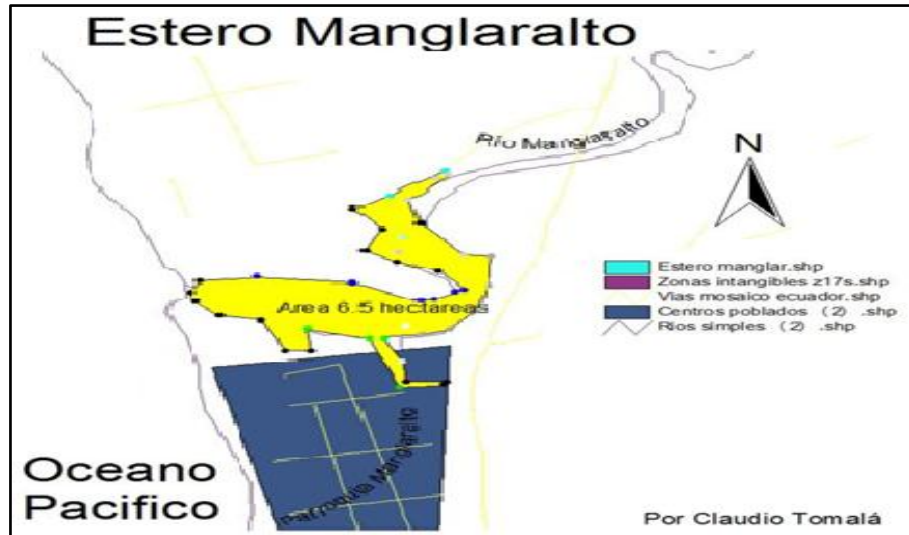 Estero Manglaralto
Río Manglaralto
N
Estero manglar.shp
Zonas intangibles z17s.shp
Vias mosaico ecuador.shp
Centros poblados (2) .shp
Rios simples (2) .shp
Area 6.5 hectareas
Parroquia Manglaralto
Oceano
Pacifico
Por Claudio Tomalá